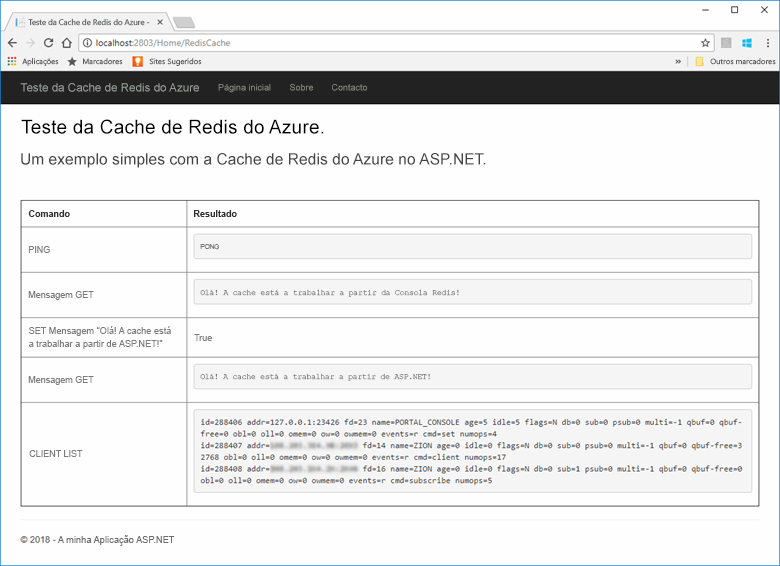 Teste da Cache de Redis do Azure -
localhost:2803/Home/RedisCache
Aplicações Marcadores Sites Sugeridos » Outros marcadores
Teste da Cache de Redis do Azure Página inicial Sobre Contacto
Teste da Cache de Redis do Azure.
Um exemplo simples com a Cache de Redis do Azure no ASP.NET.
Comando Resultado
PING PONG
Mensagem GET Olá! A cache está a trabalhar a partir da Consola Redis!
SET Mensagem "Olá! A cache está
a trabalhar a partir de ASP.NET!" True
Mensagem GET Olá! A cache está a trabalhar a partir de ASP.NET!
CLIENT LIST
id=288406 addr=127.0.0.1:23426 fd=23 name=PORTAL_CONSOLE age=5 idle=5 flags=N db=0 sub=0 psub=0 multi=-1 qbuf=0 qbuf-
free=0 obl=0 oll=0 omem=0 ow=0 owmem=0 events=r cmd=set numops=4
id=288407 addr= fd=14 name=ZION age=0 idle=0 flags=N db=0 sub=0 psub=0 multi=-1 qbuf=0 qbuf-free=3
2768 obl=0 oll=0 omem=0 ow=0 owmem=0 events=r cmd=client numops=17
id=288408 addr= fd=16 name=ZION age=0 idle=0 flags=N db=0 sub=1 psub=0 multi=-1 qbuf=0 qbuf-free=0
obl=0 oll=0 omem=0 ow=0 owmem=0 events=r cmd=subscribe numops=5
© 2018 - A minha Aplicação ASP.NET